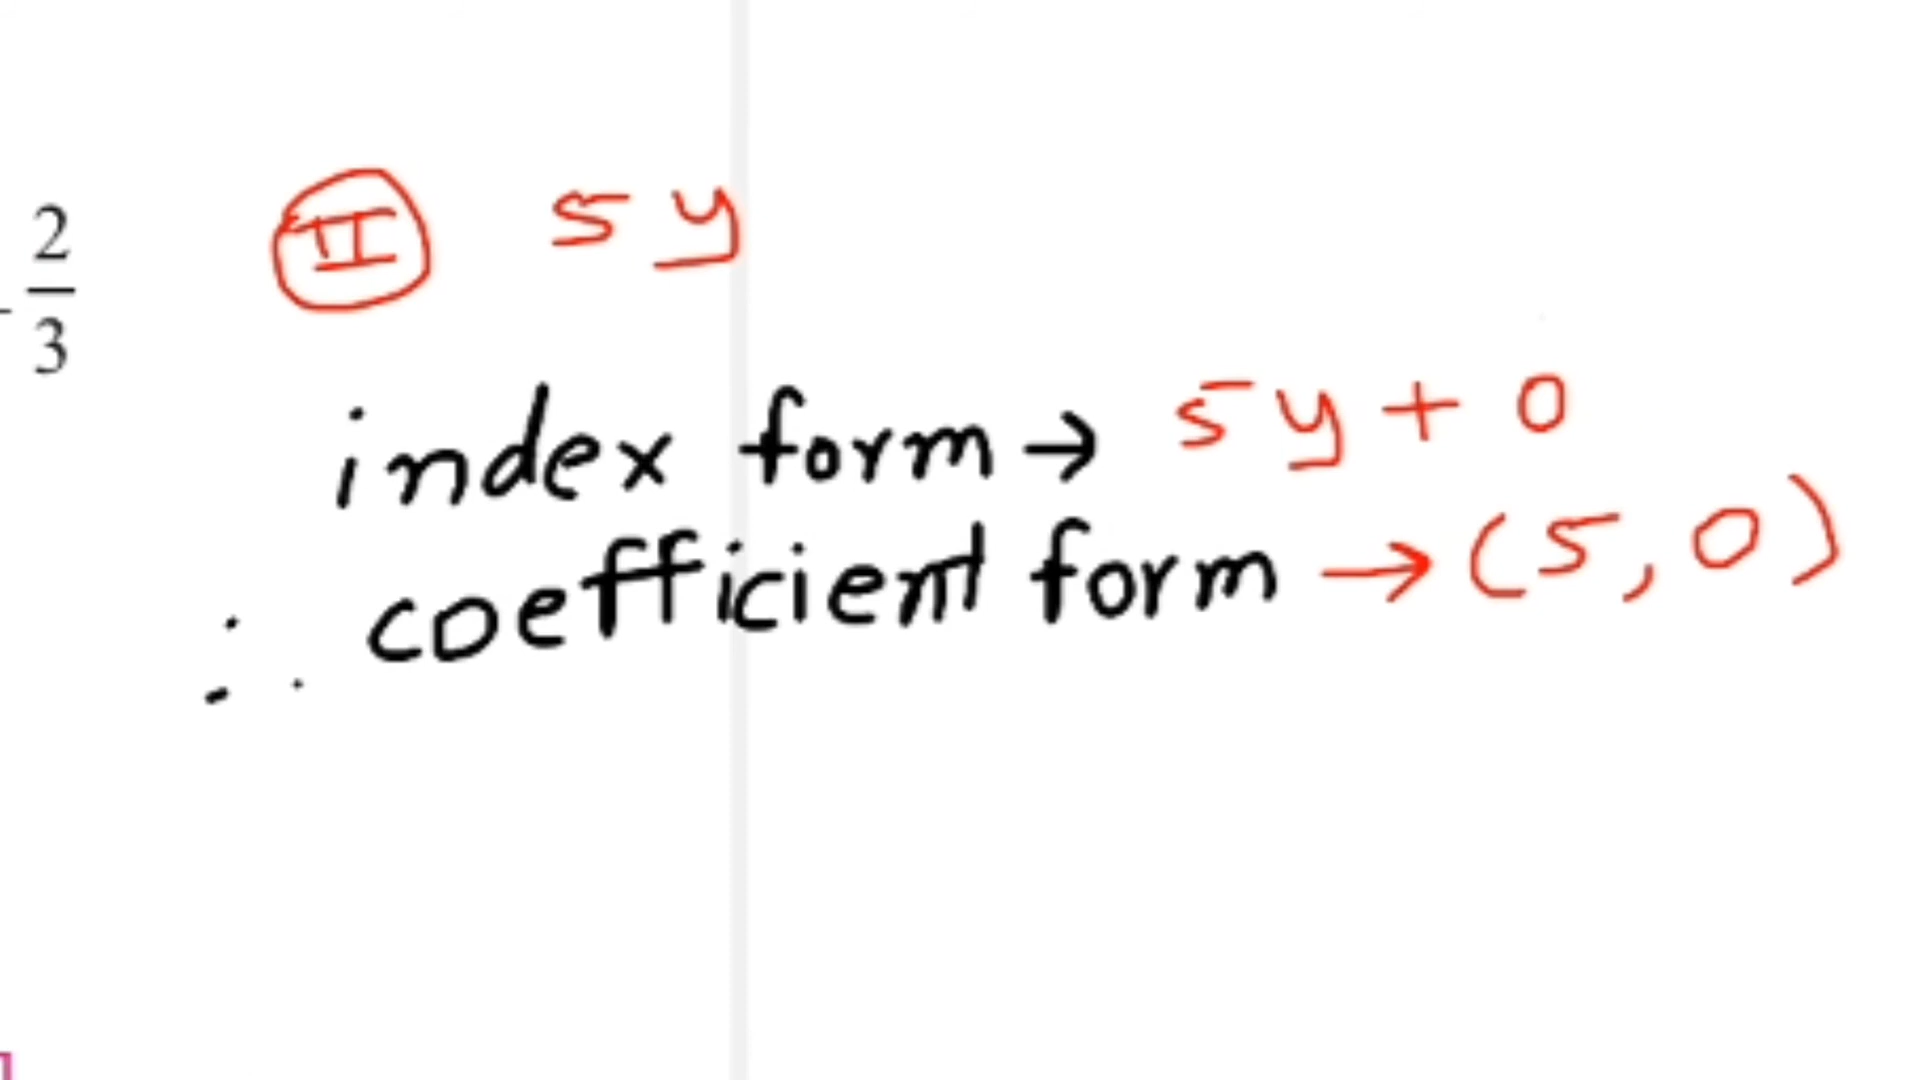 - 2/3
II 5y
index form → 5y + 0
∴ coefficient form → (5, 0)